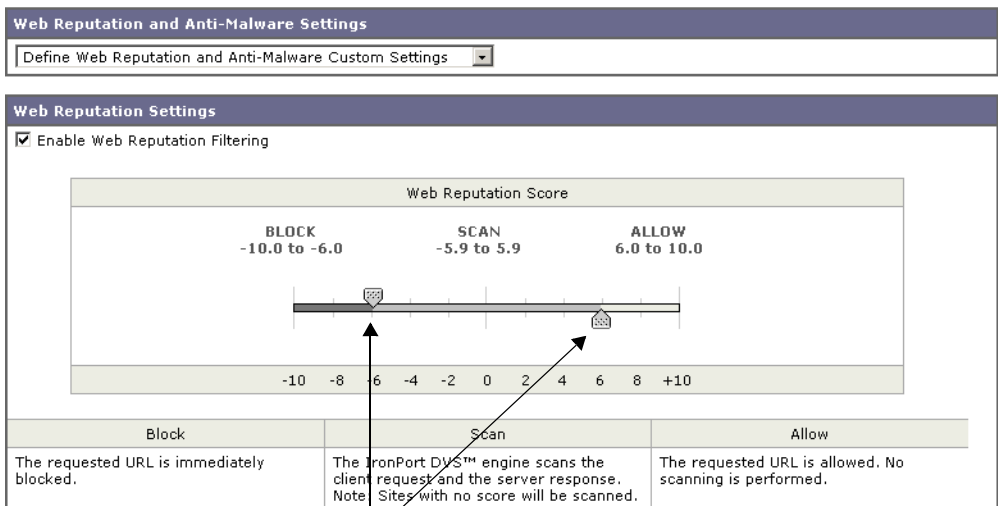 Web Reputation and Anti-Malware Settings
Define Web Reputation and Anti-Malware Custom Settings
Web Reputation Settings
Enable Web Reputation Filtering
Web Reputation Score
BLOCK
-10.0 to -6.0
SCAN
-5.9 to 5.9
ALLOW
6.0 to 10.0
-10 -8 -6 -4 -2 0 2 4 6 8 +10
Block
Scan
Allow
The requested URL is immediately
blocked.
The IronPort DVS™ engine scans the
client request and the server response.
Note: Sites with no score will be scanned.
The requested URL is allowed. No
scanning is performed.